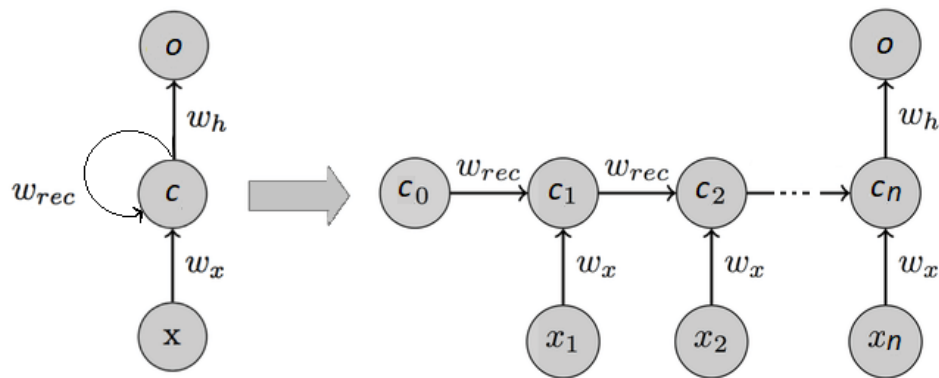 o o
w_h w_h
w_rec c c_0 w_rec c_1 w_rec c_2 c_n
w_x w_x w_x w_x
x x_1 x_2 x_n